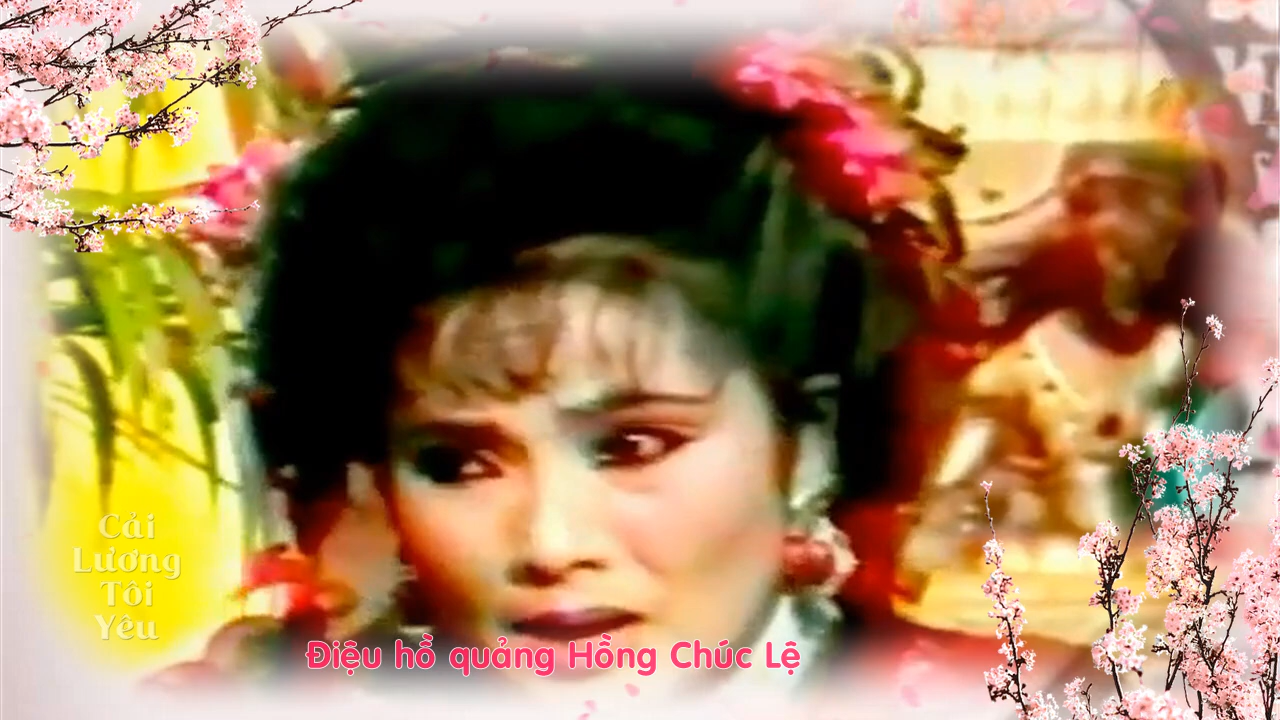 Cải
Lương
Tôi
Yêu
Điệu hồ quảng Hồng Chúc Lệ